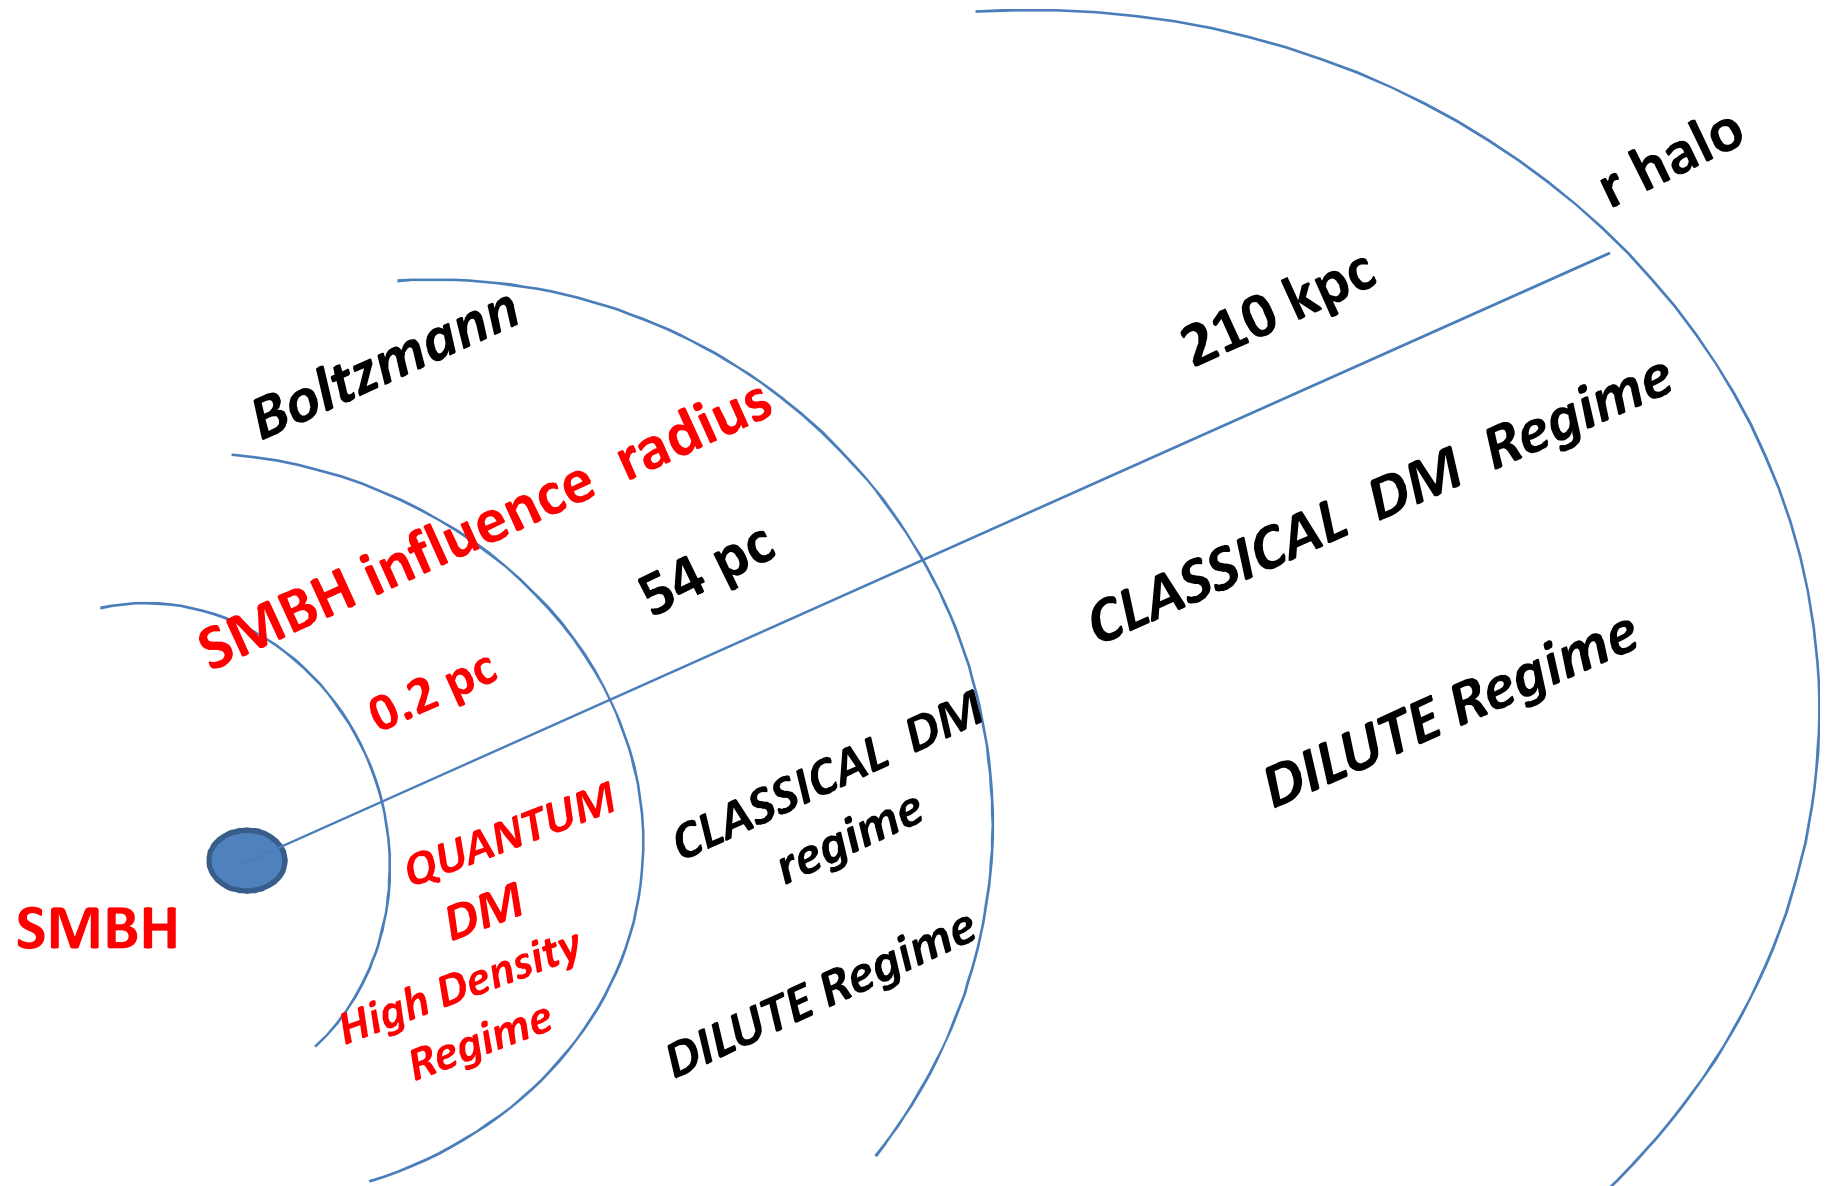 r halo
210 kpc
Boltzmann
SMBH influence radius
54 pc
0.2 pc
CLASSICAL DM Regime
DILUTE Regime
CLASSICAL DM
regime
DILUTE Regime
QUANTUM
DM
High Density
Regime
SMBH